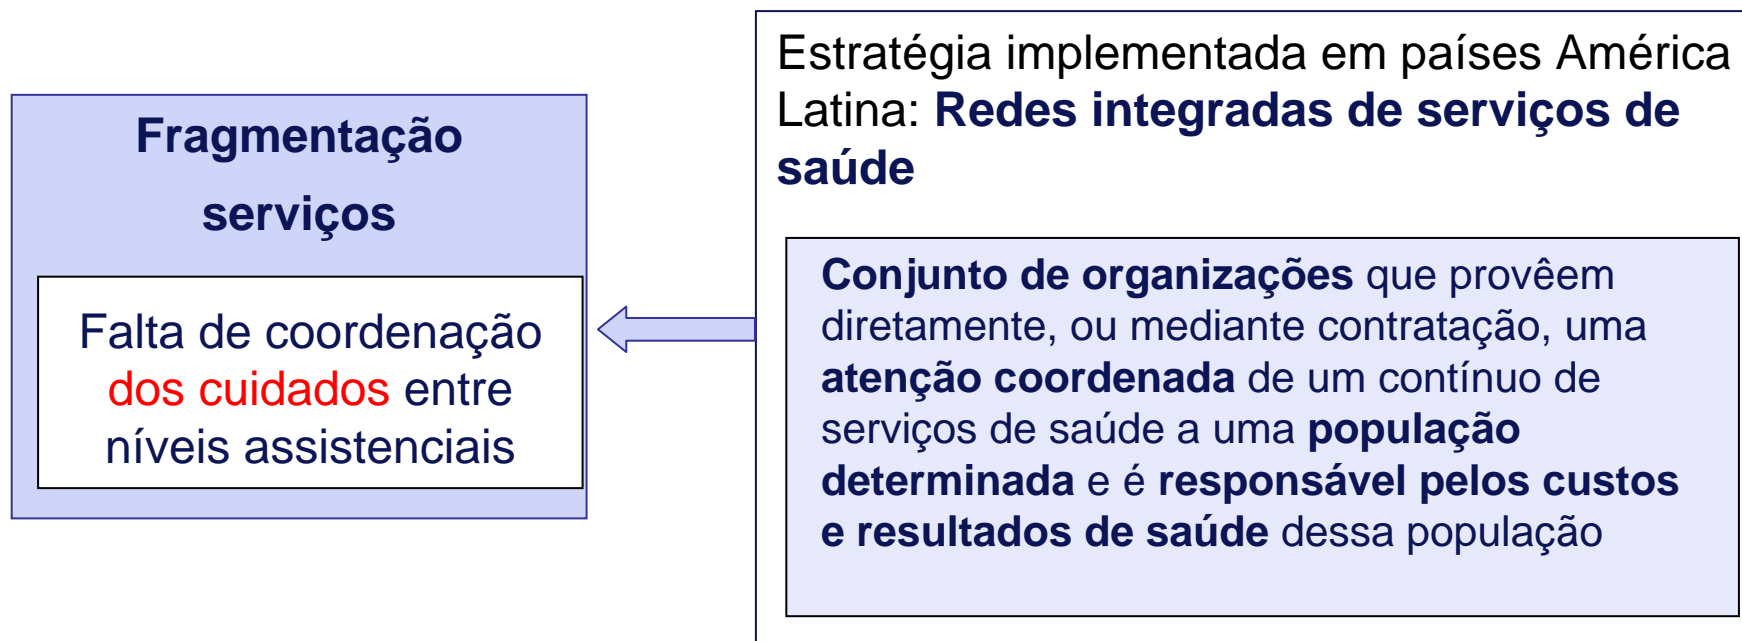 Fragmentação
serviços
Falta de coordenação
dos cuidados entre
níveis assistenciais
Estratégia implementada em países América
Latina: Redes integradas de serviços de
saúde
Conjunto de organizações que provêem
diretamente, ou mediante contratação, uma
atenção coordenada de um contínuo de
serviços de saúde a uma população
determinada e é responsável pelos custos
e resultados de saúde dessa população